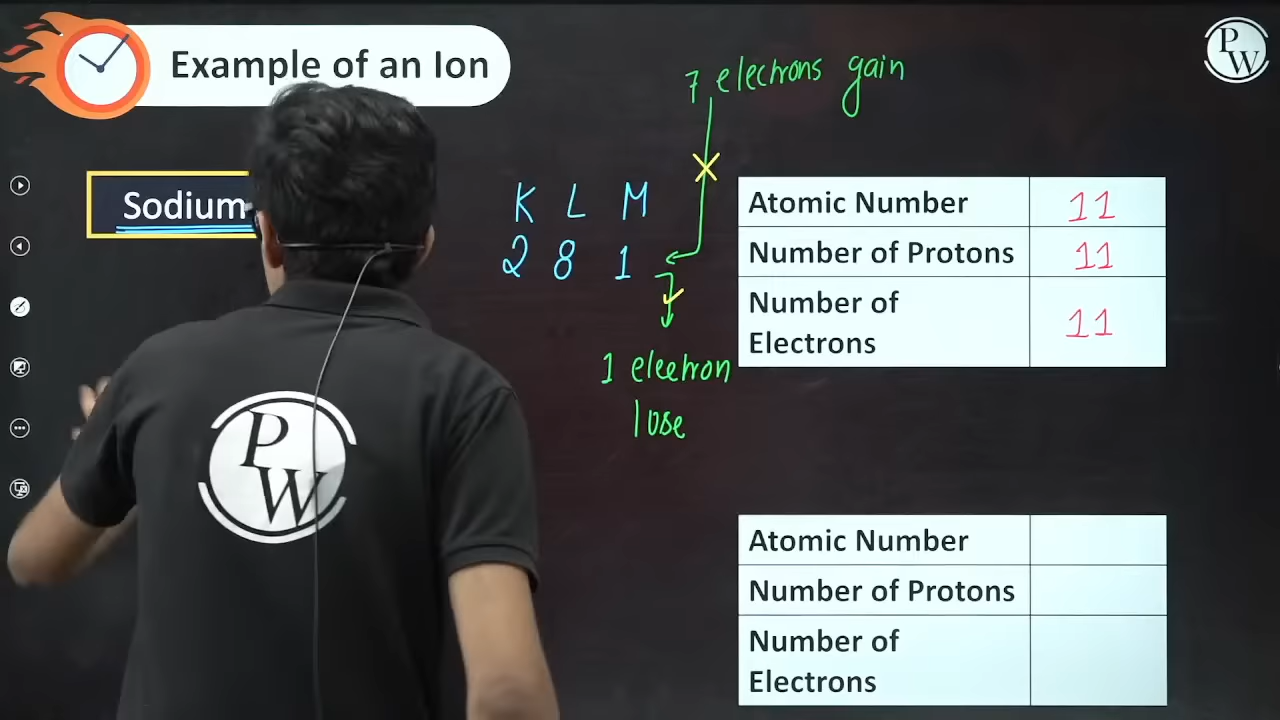 Example of an Ion
PW
7 electrons gain
Sodium
K L M
2 8 1
1 electron
lose
Atomic Number 11
Number of Protons 11
Number of
Electrons 11
PW
Atomic Number
Number of Protons
Number of
Electrons